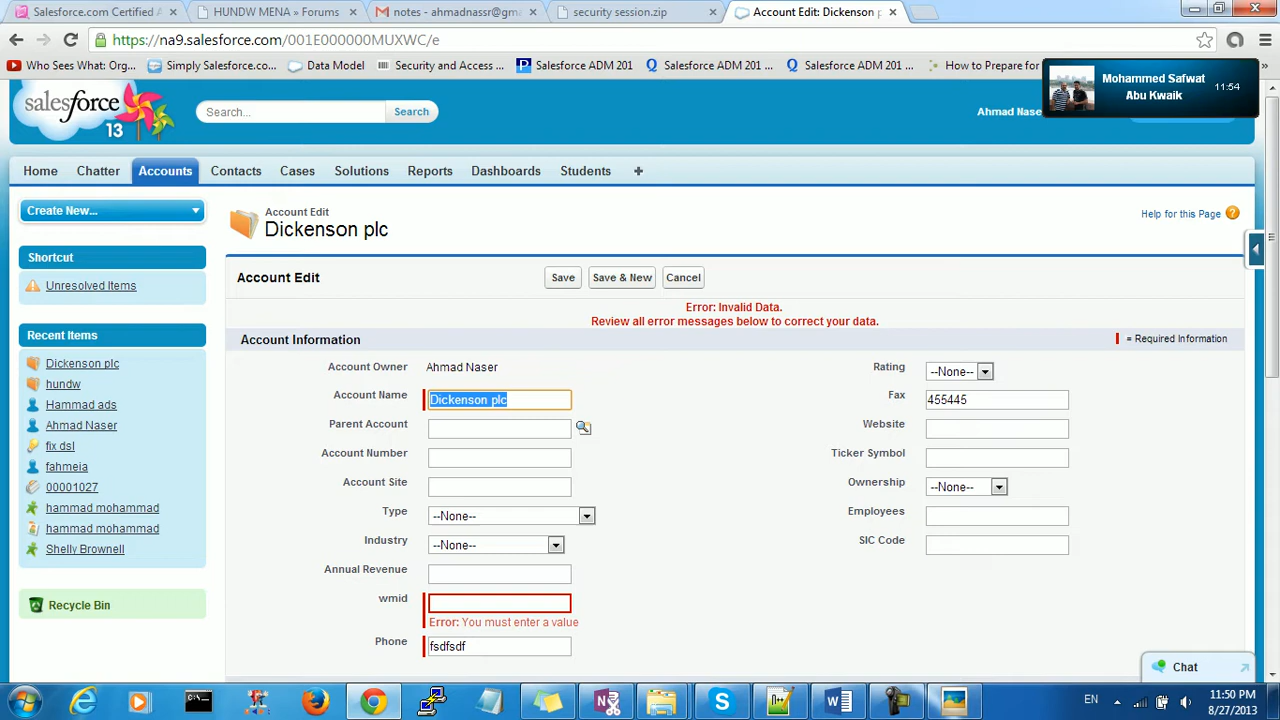 Salesforce.com Certified A
HUNDW MENA » Forums
notes - ahmadnassr@gma
security session.zip
Account Edit: Dickenson p
https://na9.salesforce.com/001E000000MUXWC/e
Who Sees What: Org...
Simply Salesforce.co...
Data Model
Security and Access ...
Salesforce ADM 201
Salesforce ADM 201 ...
Salesforce ADM 201 ...
How to Prepare for
»
Mohammed Safwat
Abu Kwaik
11:54
salesforce
13
Search...
Search
Ahmad Nase
Home
Chatter
Accounts
Contacts
Cases
Solutions
Reports
Dashboards
Students
+
Create New...
Shortcut
Unresolved Items
Recent Items
Dickenson plc
hundw
Hammad ads
Ahmad Naser
fix dsl
fahmeia
00001027
hammad mohammad
hammad mohammad
Shelly Brownell
Recycle Bin
Account Edit
Dickenson plc
Help for this Page ?
Account Edit
Save
Save & New
Cancel
Error: Invalid Data.
Review all error messages below to correct your data.
Account Information
= Required Information
Account Owner Ahmad Naser
Account Name Dickenson plc
Parent Account
Account Number
Account Site
Type --None--
Industry --None--
Annual Revenue
wmid
Error: You must enter a value
Phone fsdfsdf
Rating --None--
Fax 455445
Website
Ticker Symbol
Ownership --None--
Employees
SIC Code
Chat
EN
11:50 PM
8/27/2013